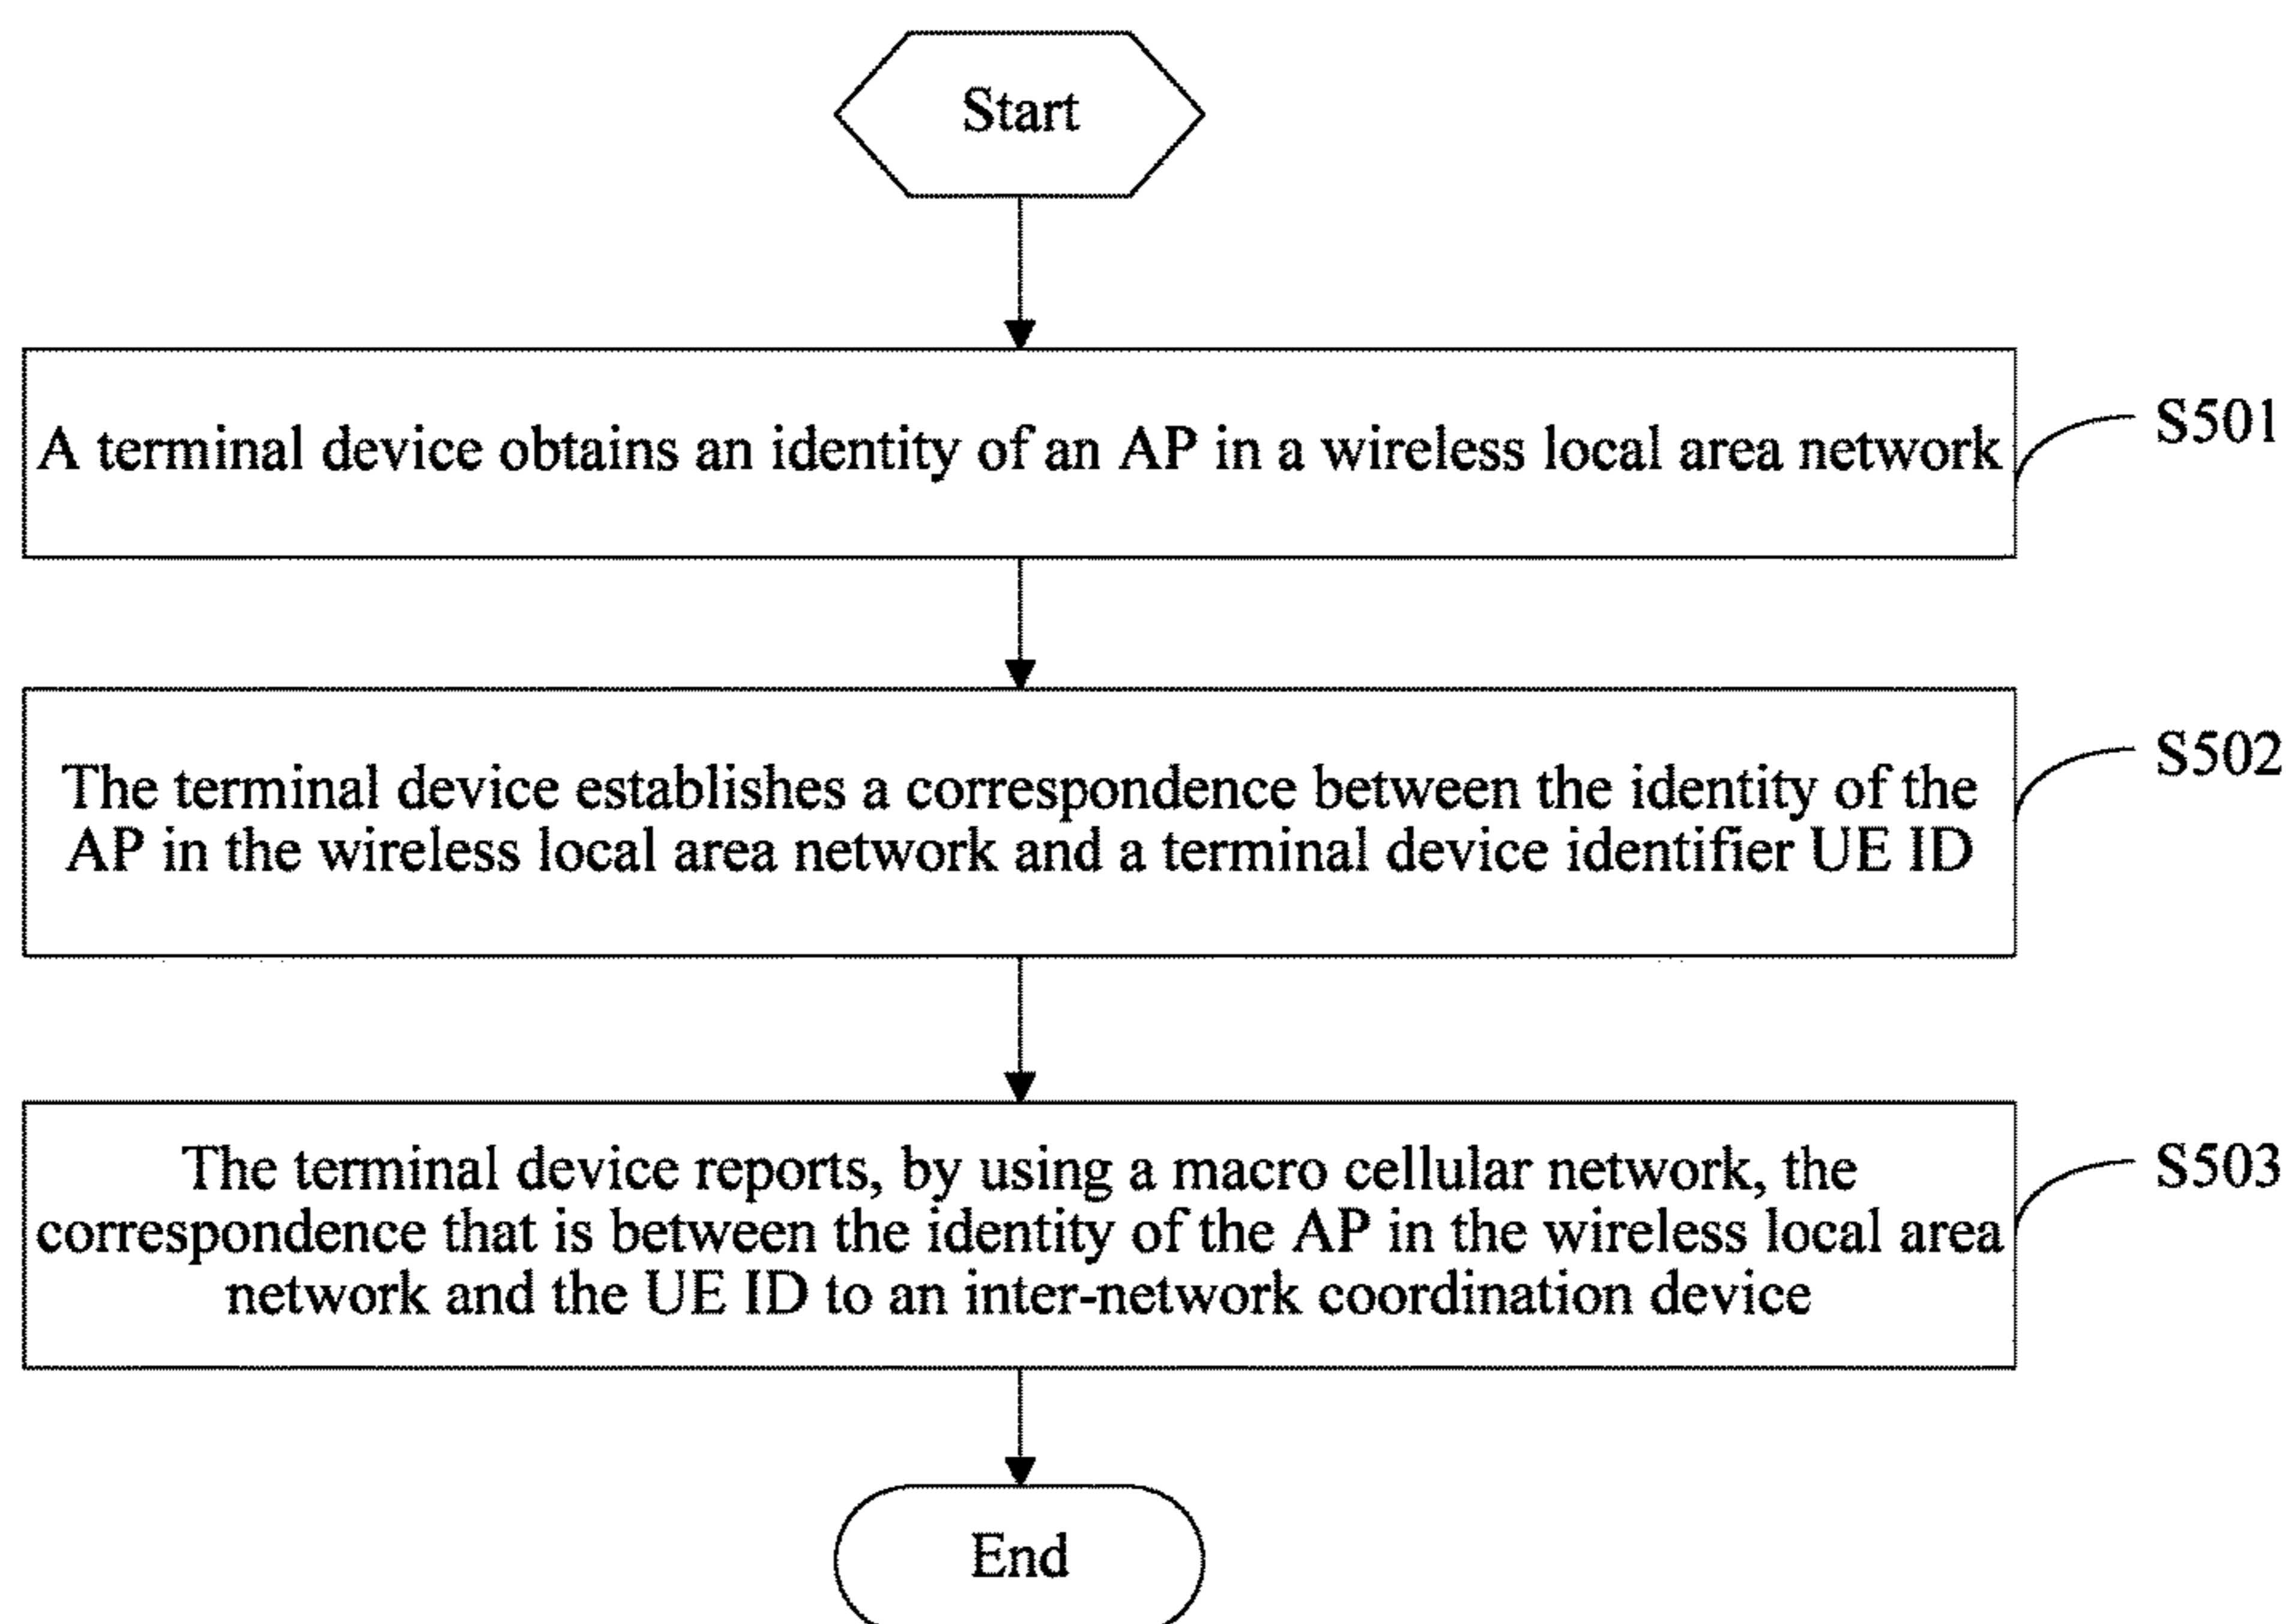 Start
A terminal device obtains an identity of an AP in a wireless local area network
S501
The terminal device establishes a correspondence between the identity of the
AP in the wireless local area network and a terminal device identifier UE ID
S502
The terminal device reports, by using a macro cellular network, the
correspondence that is between the identity of the AP in the wireless local area
network and the UE ID to an inter-network coordination device
S503
End